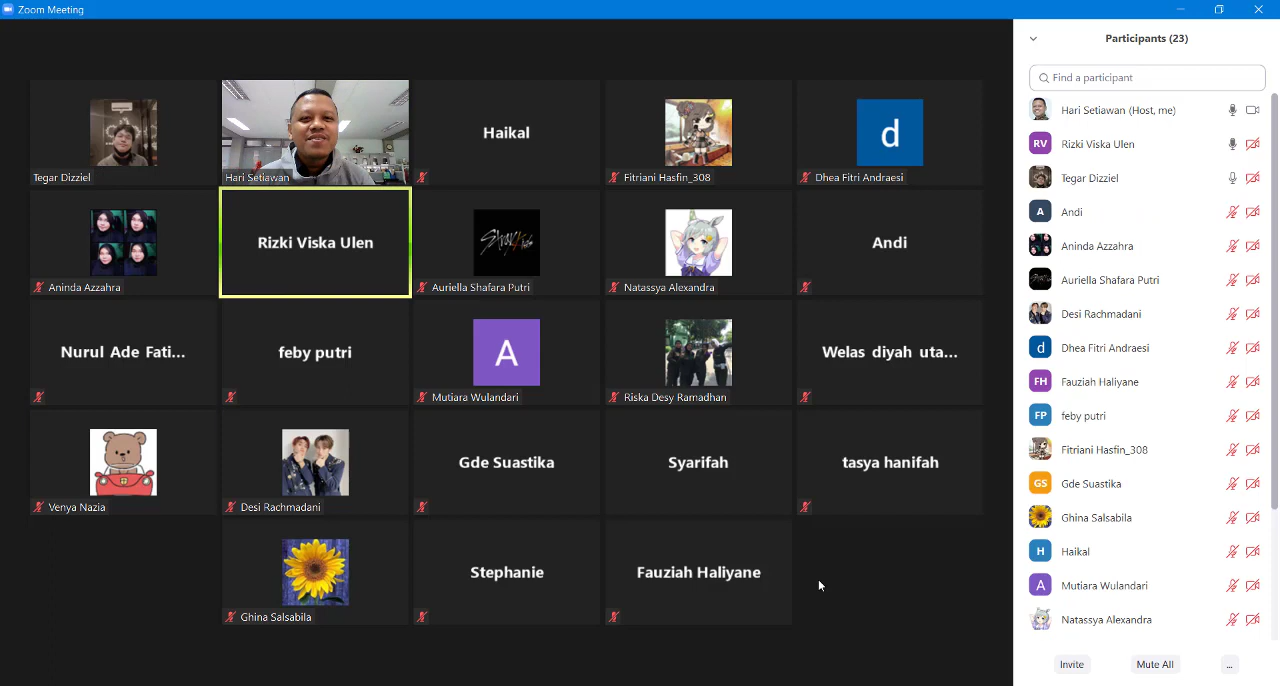 Zoom Meeting
Tegar Dizziel
Hari Setiawan
Haikal
Fitriani Hasfin_308
d
Dhea Fitri Andraesi
Aninda Azzahra
Rizki Viska Ulen
Auriella Shafara Putri
Natassya Alexandra
Andi
Nurul Ade Fati...
feby putri
A
Mutiara Wulandari
Riska Desy Ramadhan
Welas diyah uta...
Venya Nazia
Desi Rachmadani
Gde Suastika
Syarifah
tasya hanifah
Ghina Salsabila
Stephanie
Fauziah Haliyane
Participants (23)
Find a participant
Hari Setiawan (Host, me)
RV Rizki Viska Ulen
Tegar Dizziel
A Andi
Aninda Azzahra
Auriella Shafara Putri
Desi Rachmadani
d Dhea Fitri Andraesi
FH Fauziah Haliyane
FP feby putri
Fitriani Hasfin_308
GS Gde Suastika
Ghina Salsabila
H Haikal
A Mutiara Wulandari
Natassya Alexandra
Invite
Mute All
...